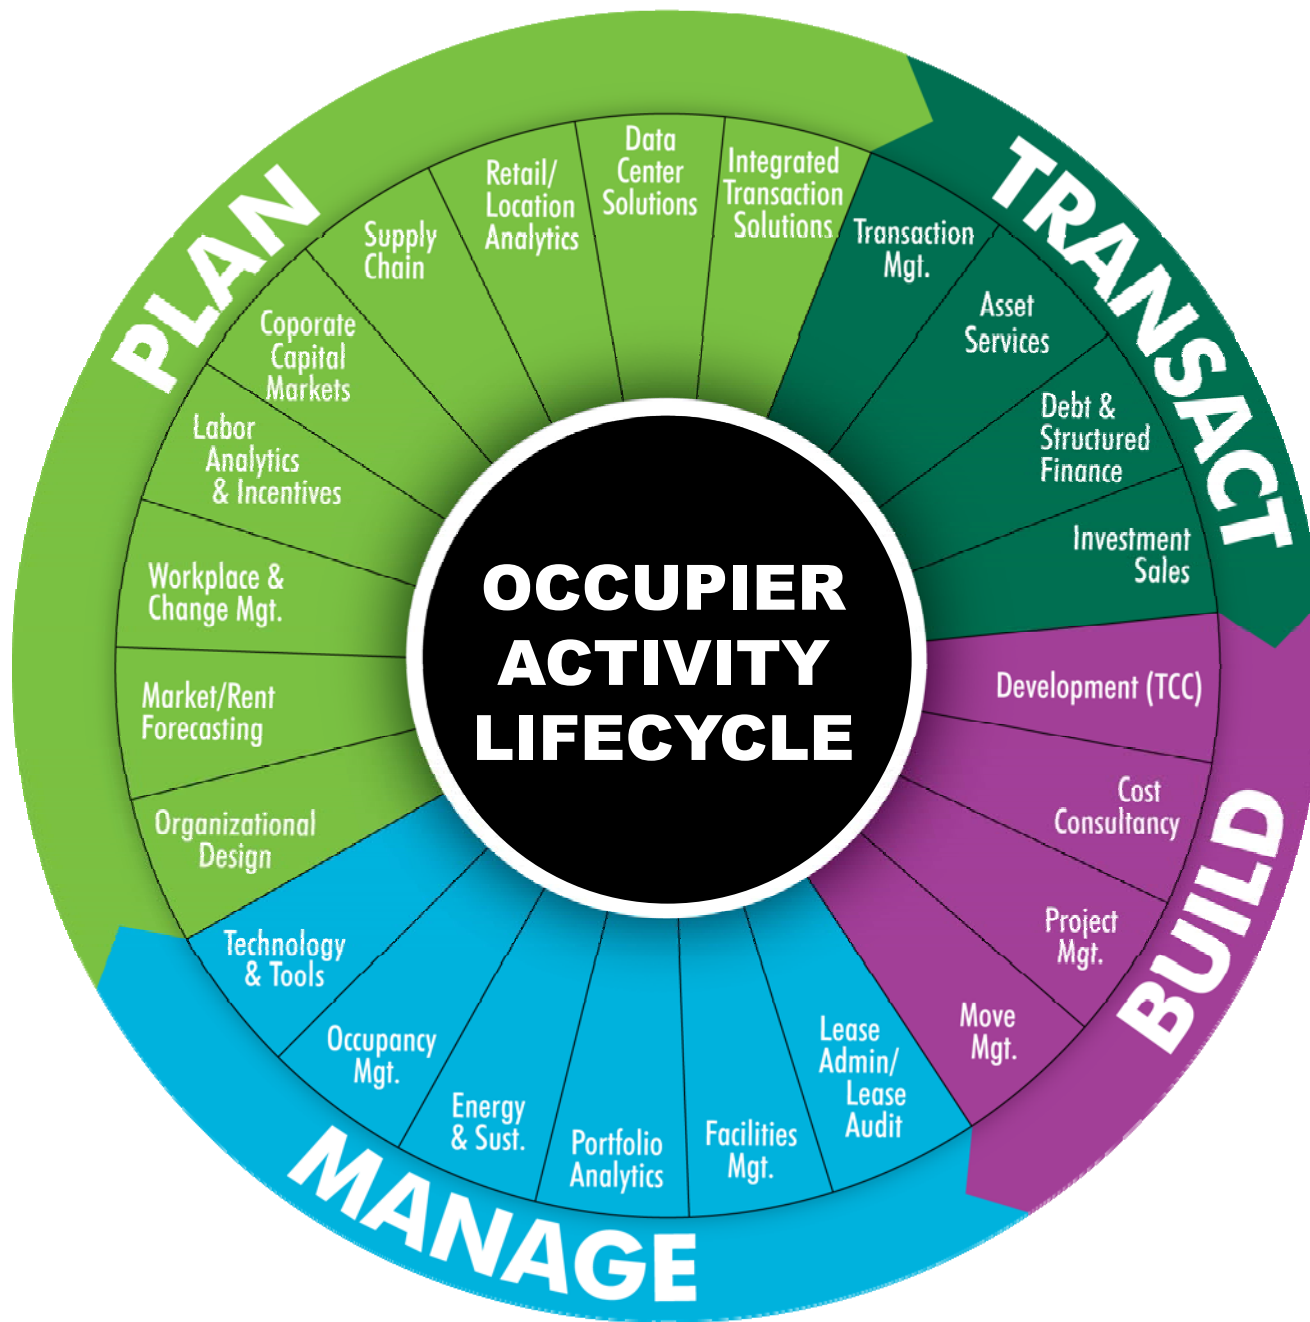 OCCUPIER
ACTIVITY
LIFECYCLE
PLAN
Organizational
Design
Market/Rent
Forecasting
Workplace &
Change Mgt.
Labor
Analytics
& Incentives
Coporate
Capital
Markets
Supply
Chain
Retail/
Location
Analytics
Data
Center
Solutions
Integrated
Transaction
Solutions
TRANSACT
Transaction
Mgt.
Asset
Services
Debt &
Structured
Finance
Investment
Sales
BUILD
Development (TCC)
Cost
Consultancy
Project
Mgt.
Move
Mgt.
MANAGE
Lease
Admin/
Lease
Audit
Facilities
Mgt.
Portfolio
Analytics
Energy
& Sust.
Occupancy
Mgt.
Technology
& Tools